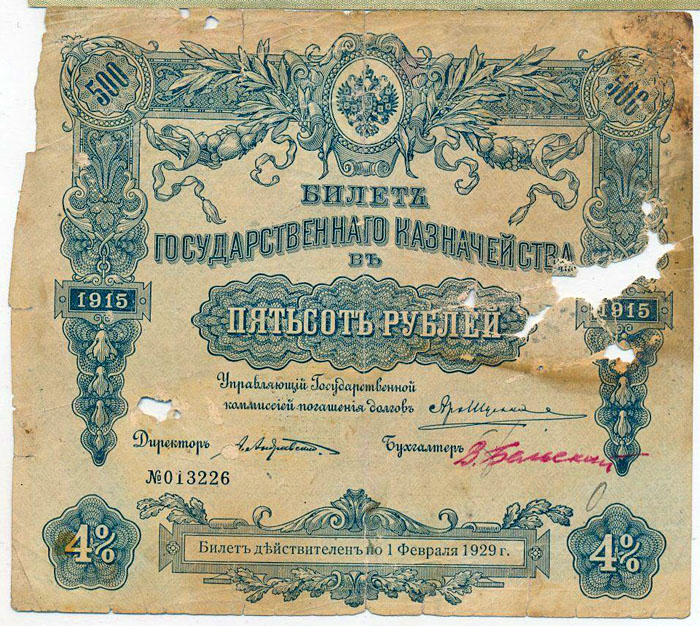 500 500
БИЛЕТЪ
ГОСУДАРСТВЕННАГО КАЗНАЧЕЙСТВА
ВЪ
1915 1915
ПЯТЬСОТЪ РУБЛЕЙ
Управляющій Государственной
коммиссіей погашенія долговъ
Директоръ Бухгалтеръ В. Бельский
№013226
4% 4%
Билетъ дѣйствителенъ по 1 Февраля 1929 г.